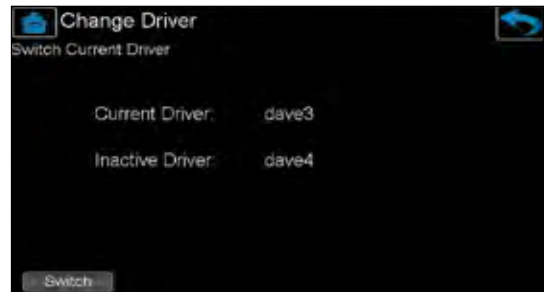 Change Driver
Switch Current Driver
Current Driver: dave3
Inactive Driver: dave4
Switch